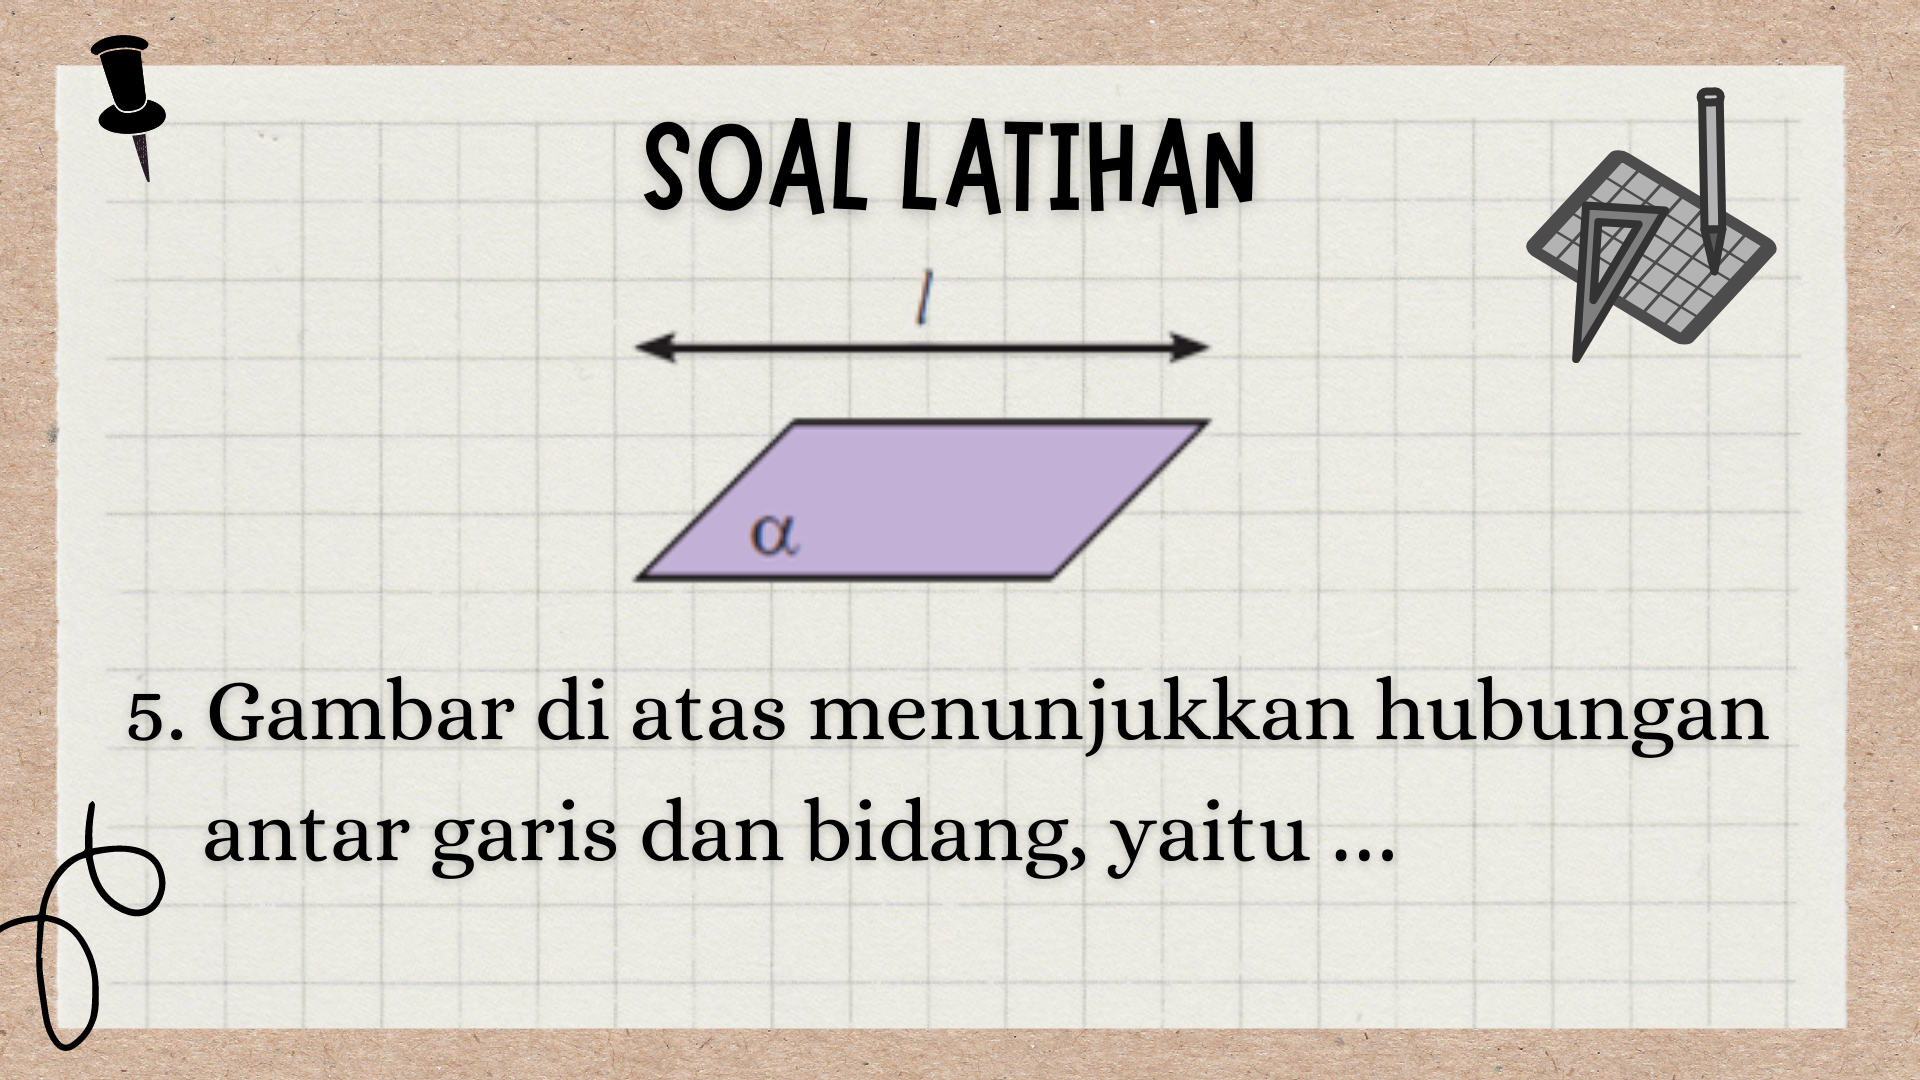 SOAL LATIHAN
l
α
5. Gambar di atas menunjukkan hubungan
antar garis dan bidang, yaitu ...